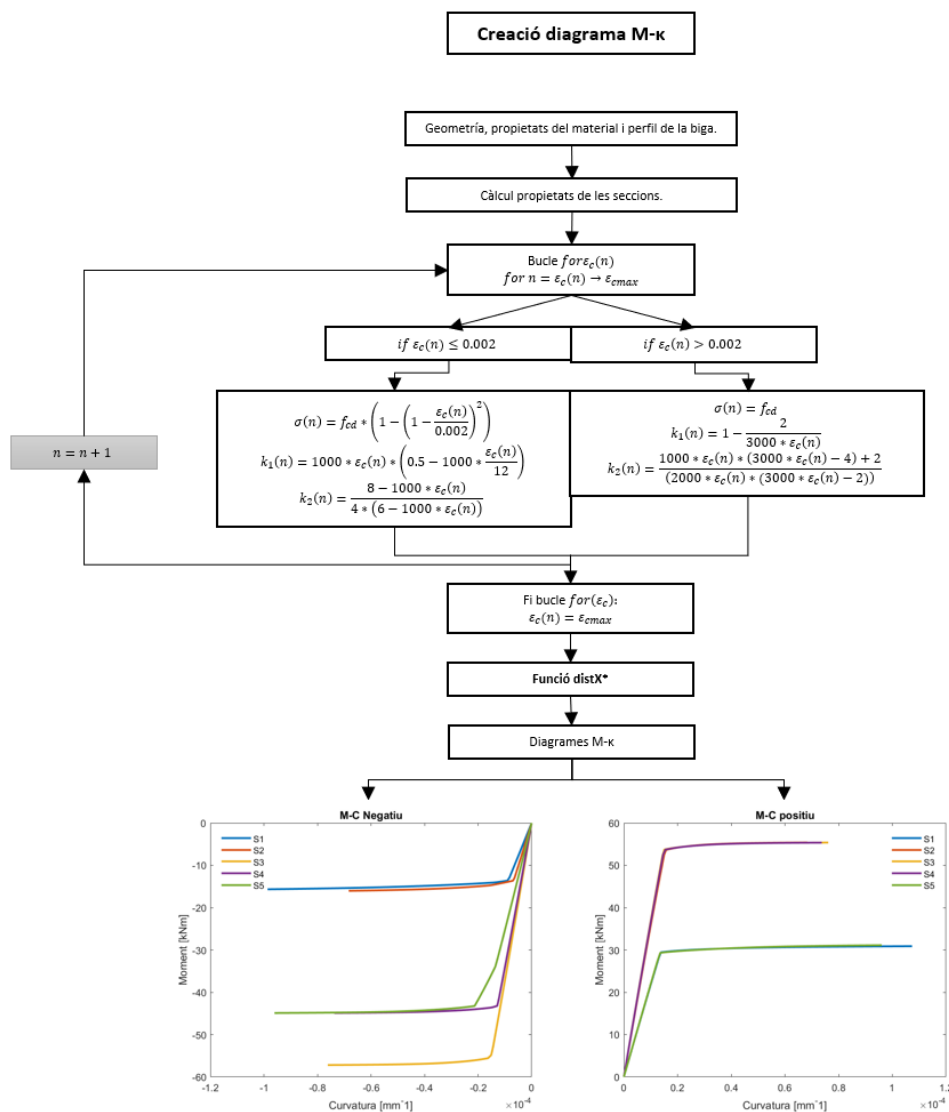 Creació diagrama M-κ
Geometría, propietats del material i perfil de la biga.
Càlcul propietats de les seccions.
Bucle forε_c(n)
for n = ε_c(n) → ε_cmax
if ε_c(n) ≤ 0.002
if ε_c(n) > 0.002
σ(n) = f_cd * (1 − (1 − ε_c(n)/0.002)^2)
k_1(n) = 1000 * ε_c(n) * (0.5 − 1000 * ε_c(n)/12)
k_2(n) = (8 − 1000 * ε_c(n))/(4 * (6 − 1000 * ε_c(n)))
σ(n) = f_cd
k_1(n) = 1 − 2/(3000 * ε_c(n))
k_2(n) = (1000 * ε_c(n) * (3000 * ε_c(n) − 4) + 2)/(2000 * ε_c(n) * (3000 * ε_c(n) − 2))
n = n + 1
Fi bucle for(ε_c):
ε_c(n) = ε_cmax
Funció distX*
Diagrames M-κ
M-C Negatiu
0
-10
-20
-30
-40
-50
-60
Moment [kNm]
S1
S2
S3
S4
S5
-1.2
-1
-0.8
-0.6
-0.4
-0.2
0
Curvatura [mm⁻1]
×10⁻⁴
M-C positiu
60
50
40
30
20
10
0
Moment [kNm]
S1
S2
S3
S4
S5
0
0.2
0.4
0.6
0.8
1
1.2
Curvatura [mm⁻1]
×10⁻⁴